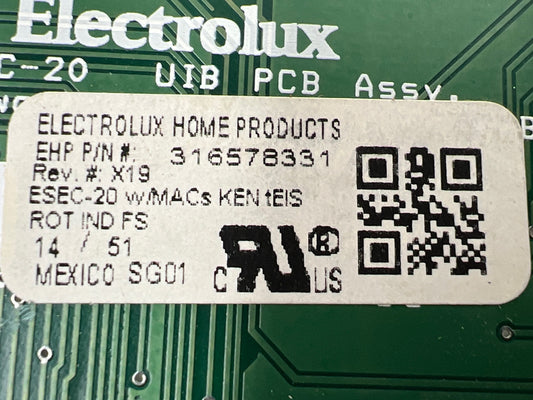 Electrolux
C-20 UIB PCB Assy.
ELECTROLUX HOME PRODUCTS
EHP P/N #: 316578331
Rev. #: X19
ESEC-20 w/MACs KEN tEIS
ROT IND FS
14 / 51
MEXICO SG01
C RU ® US